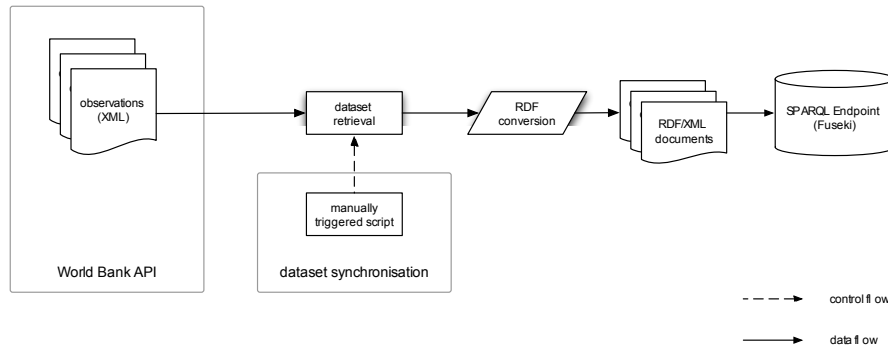 observations
(XML)
World Bank API
dataset
retrieval
manually
triggered script
dataset synchronisation
RDF
conversion
RDF/XML
documents
SPARQL Endpoint
(Fuseki)
control flow
data flow